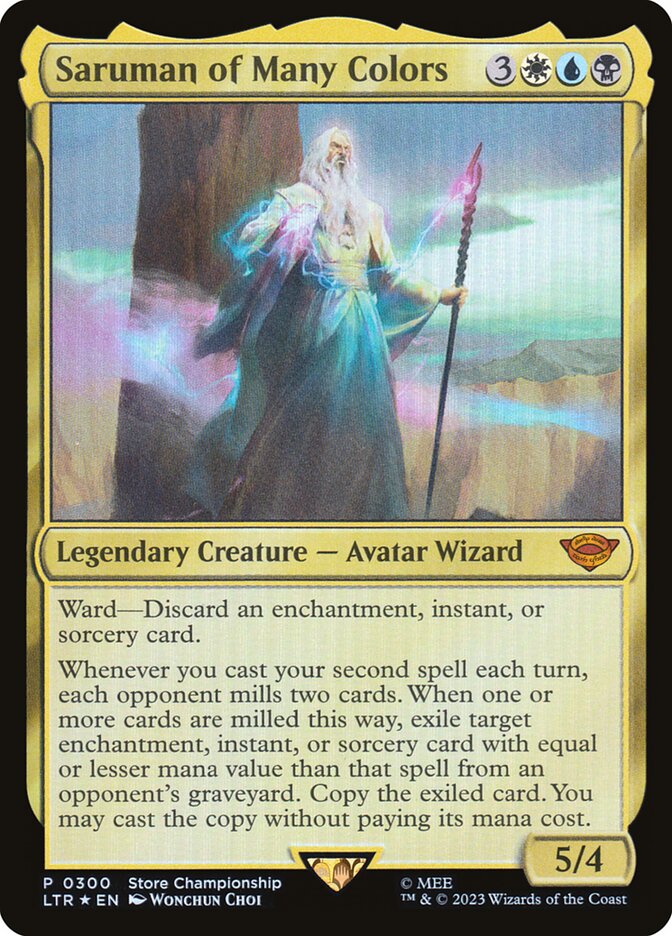 Saruman of Many Colors 3
Legendary Creature — Avatar Wizard
Ward—Discard an enchantment, instant, or
sorcery card.
Whenever you cast your second spell each turn,
each opponent mills two cards. When one or
more cards are milled this way, exile target
enchantment, instant, or sorcery card with equal
or lesser mana value than that spell from an
opponent's graveyard. Copy the exiled card. You
may cast the copy without paying its mana cost.
5/4
P 0300 Store Championship
LTR ★ EN Wonchun Choi
© MEE
™ & © 2023 Wizards of the Coast